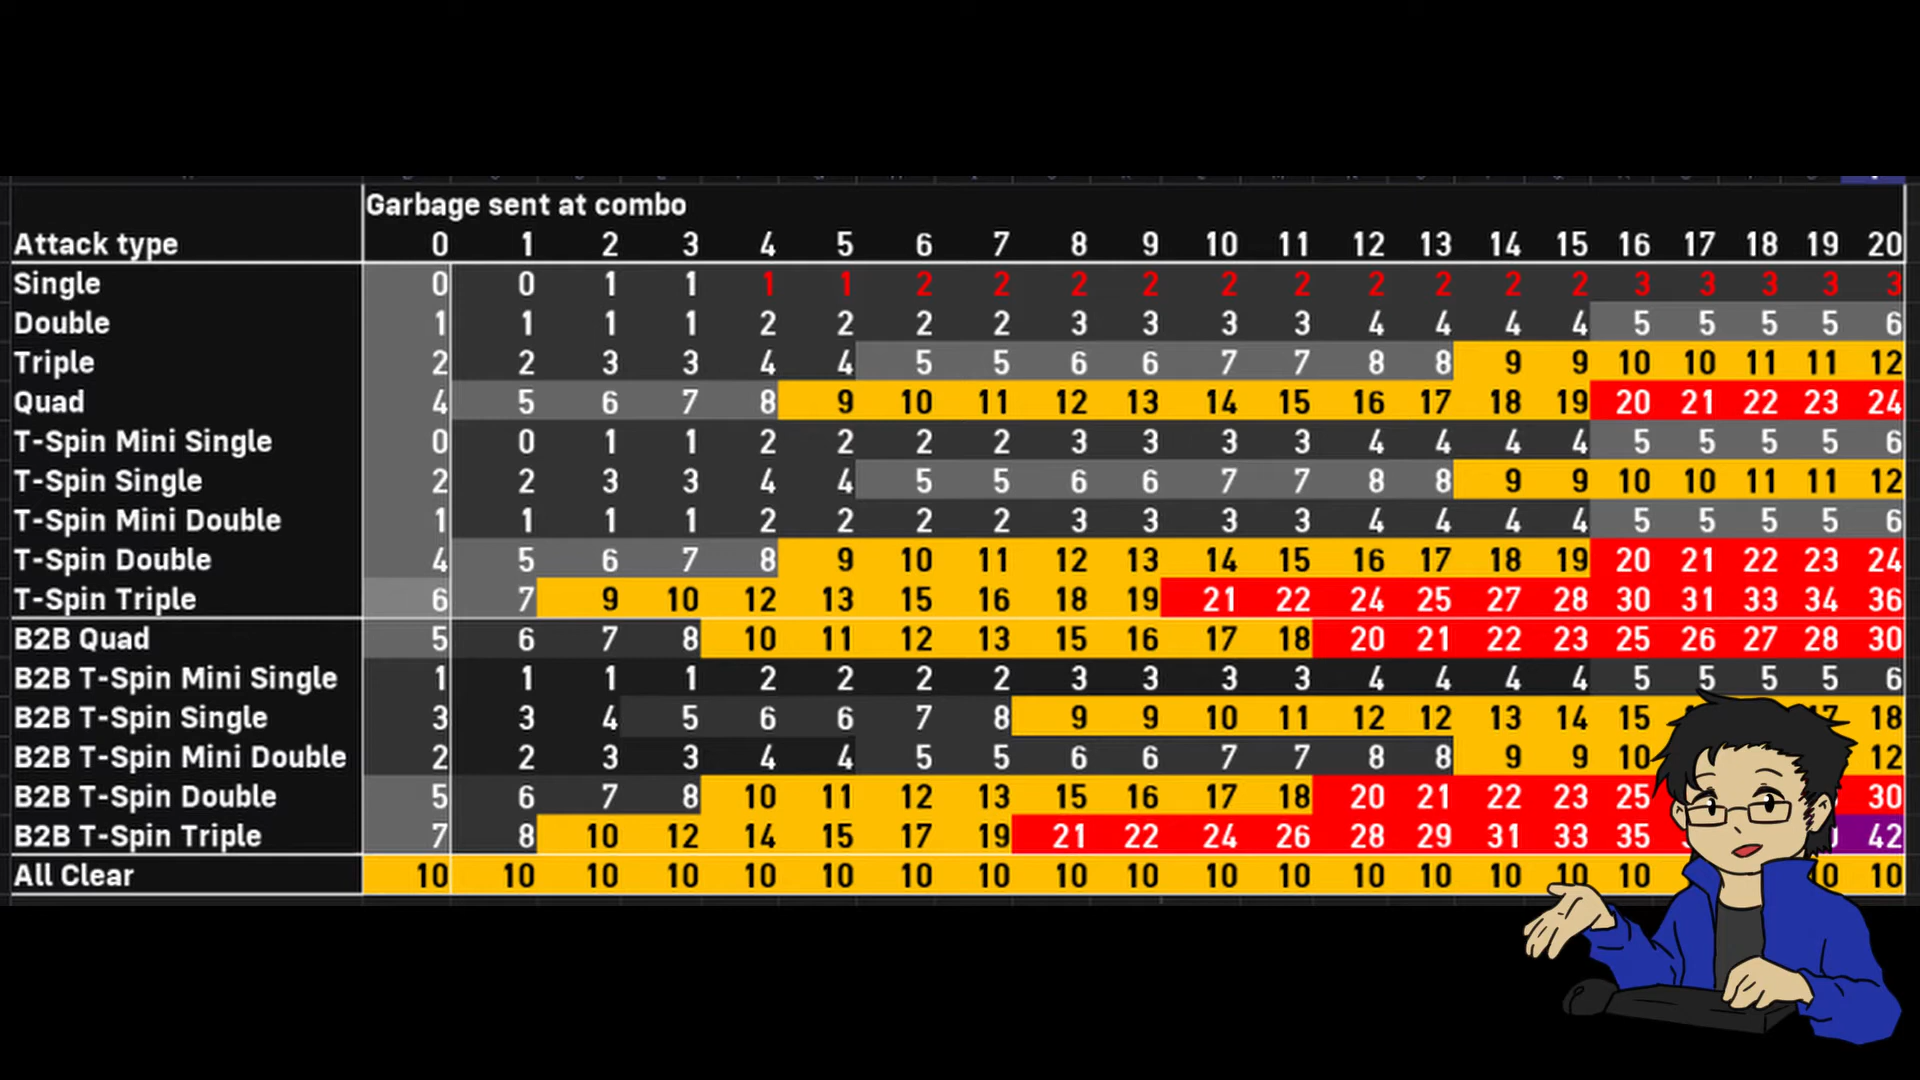 Garbage sent at combo
Attack type 0 1 2 3 4 5 6 7 8 9 10 11 12 13 14 15 16 17 18 19 20
Single 0 0 1 1 1 1 2 2 2 2 2 2 2 2 2 2 3 3 3 3 3
Double 1 1 1 1 2 2 2 2 3 3 3 3 4 4 4 4 5 5 5 5 6
Triple 2 2 3 3 4 4 5 5 6 6 7 7 8 8 9 9 10 10 11 11 12
Quad 4 5 6 7 8 9 10 11 12 13 14 15 16 17 18 19 20 21 22 23 24
T-Spin Mini Single 0 0 1 1 2 2 2 2 3 3 3 3 4 4 4 4 5 5 5 5 6
T-Spin Single 2 2 3 3 4 4 5 5 6 6 7 7 8 8 9 9 10 10 11 11 12
T-Spin Mini Double 1 1 1 1 2 2 2 2 3 3 3 3 4 4 4 4 5 5 5 5 6
T-Spin Double 4 5 6 7 8 9 10 11 12 13 14 15 16 17 18 19 20 21 22 23 24
T-Spin Triple 6 7 9 10 12 13 15 16 18 19 21 22 24 25 27 28 30 31 33 34 36
B2B Quad 5 6 7 8 10 11 12 13 15 16 17 18 20 21 22 23 25 26 27 28 30
B2B T-Spin Mini Single 1 1 1 1 2 2 2 2 3 3 3 3 4 4 4 4 5 5 5 5 6
B2B T-Spin Single 3 3 4 5 6 6 7 8 9 9 10 11 12 12 13 14 15 17 18
B2B T-Spin Mini Double 2 2 3 3 4 4 5 5 6 6 7 7 8 8 9 9 10 12
B2B T-Spin Double 5 6 7 8 10 11 12 13 15 16 17 18 20 21 22 23 25 30
B2B T-Spin Triple 7 8 10 12 14 15 17 19 21 22 24 26 28 29 31 33 35 42
All Clear 10 10 10 10 10 10 10 10 10 10 10 10 10 10 10 10 10 10 10